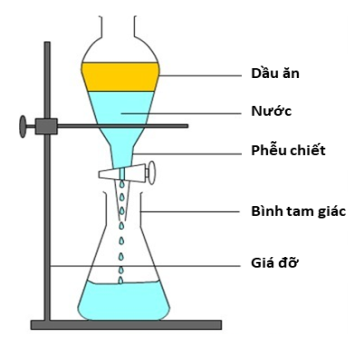 Dầu ăn
Nước
Phễu chiết
Bình tam giác
Giá đỡ